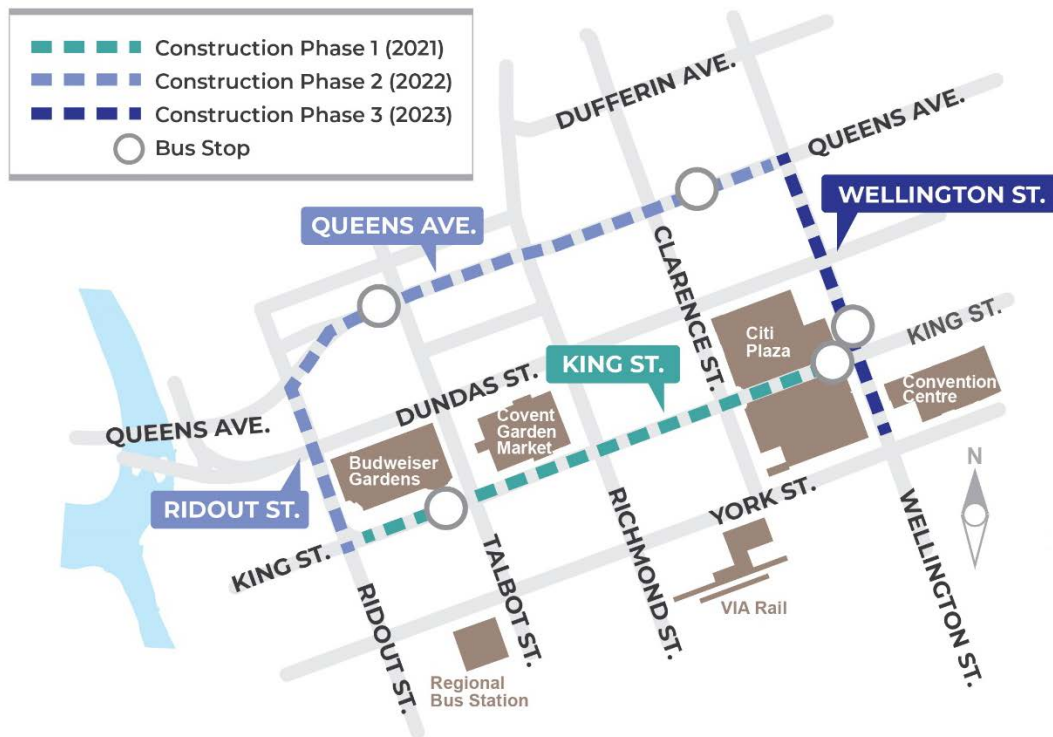 Construction Phase 1 (2021)
Construction Phase 2 (2022)
Construction Phase 3 (2023)
Bus Stop
DUFFERIN AVE.
QUEENS AVE.
WELLINGTON ST.
QUEENS AVE.
CLARENCE ST.
KING ST.
Citi
Plaza
KING ST.
Convention
Centre
DUNDAS ST.
Covent
Garden
Market
QUEENS AVE.
Budweiser
Gardens
RIDOUT ST.
YORK ST.
N
KING ST.
RIDOUT ST.
TALBOT ST.
RICHMOND ST.
WELLINGTON ST.
VIA Rail
Regional
Bus Station